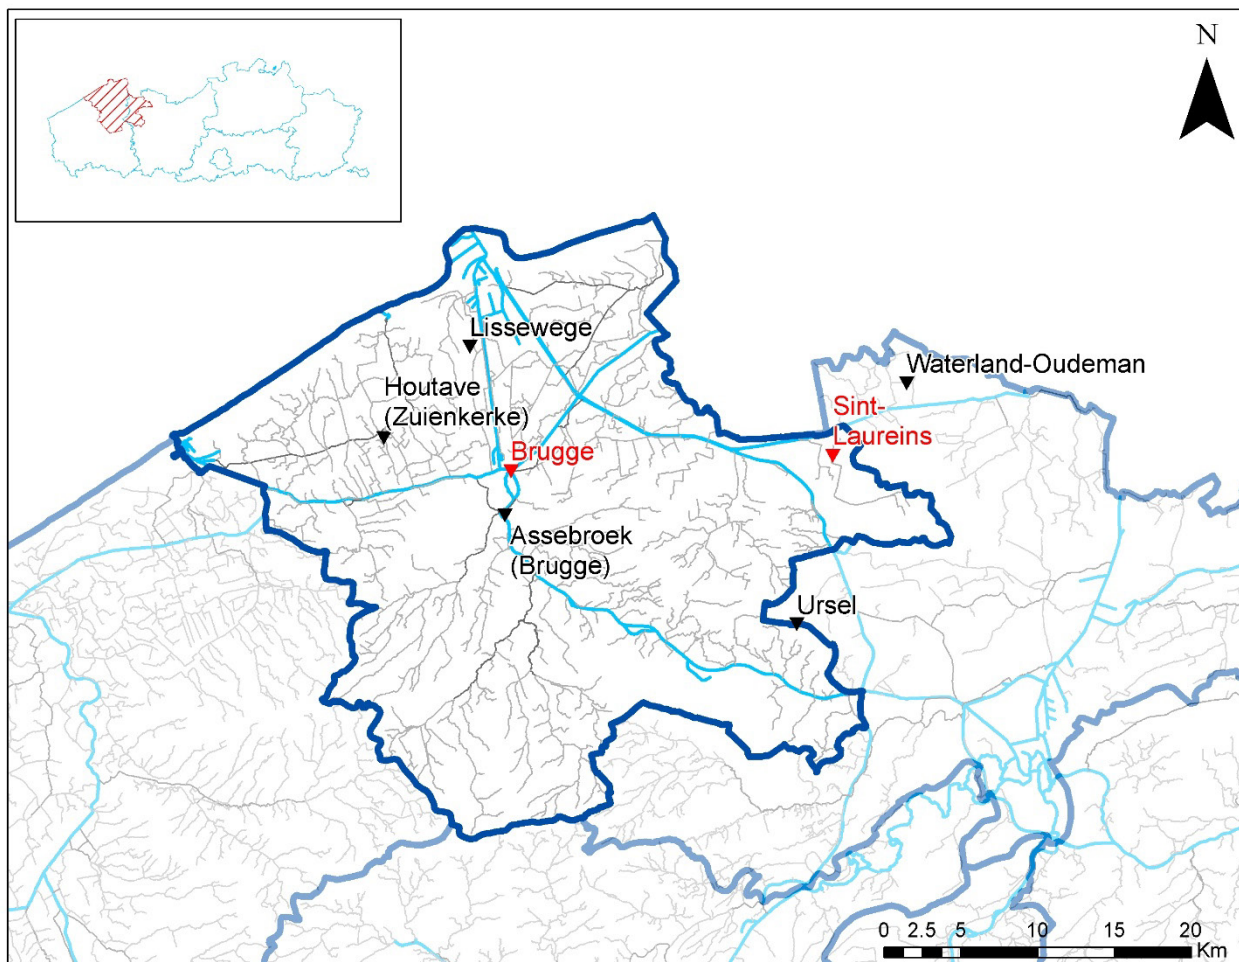 N
Lissewege
Waterland-Oudeman
Houtave
(Zuienkerke)
Sint-
Laureins
Brugge
Assebroek
(Brugge)
Ursel
0 2.5 5 10 15 20
Km